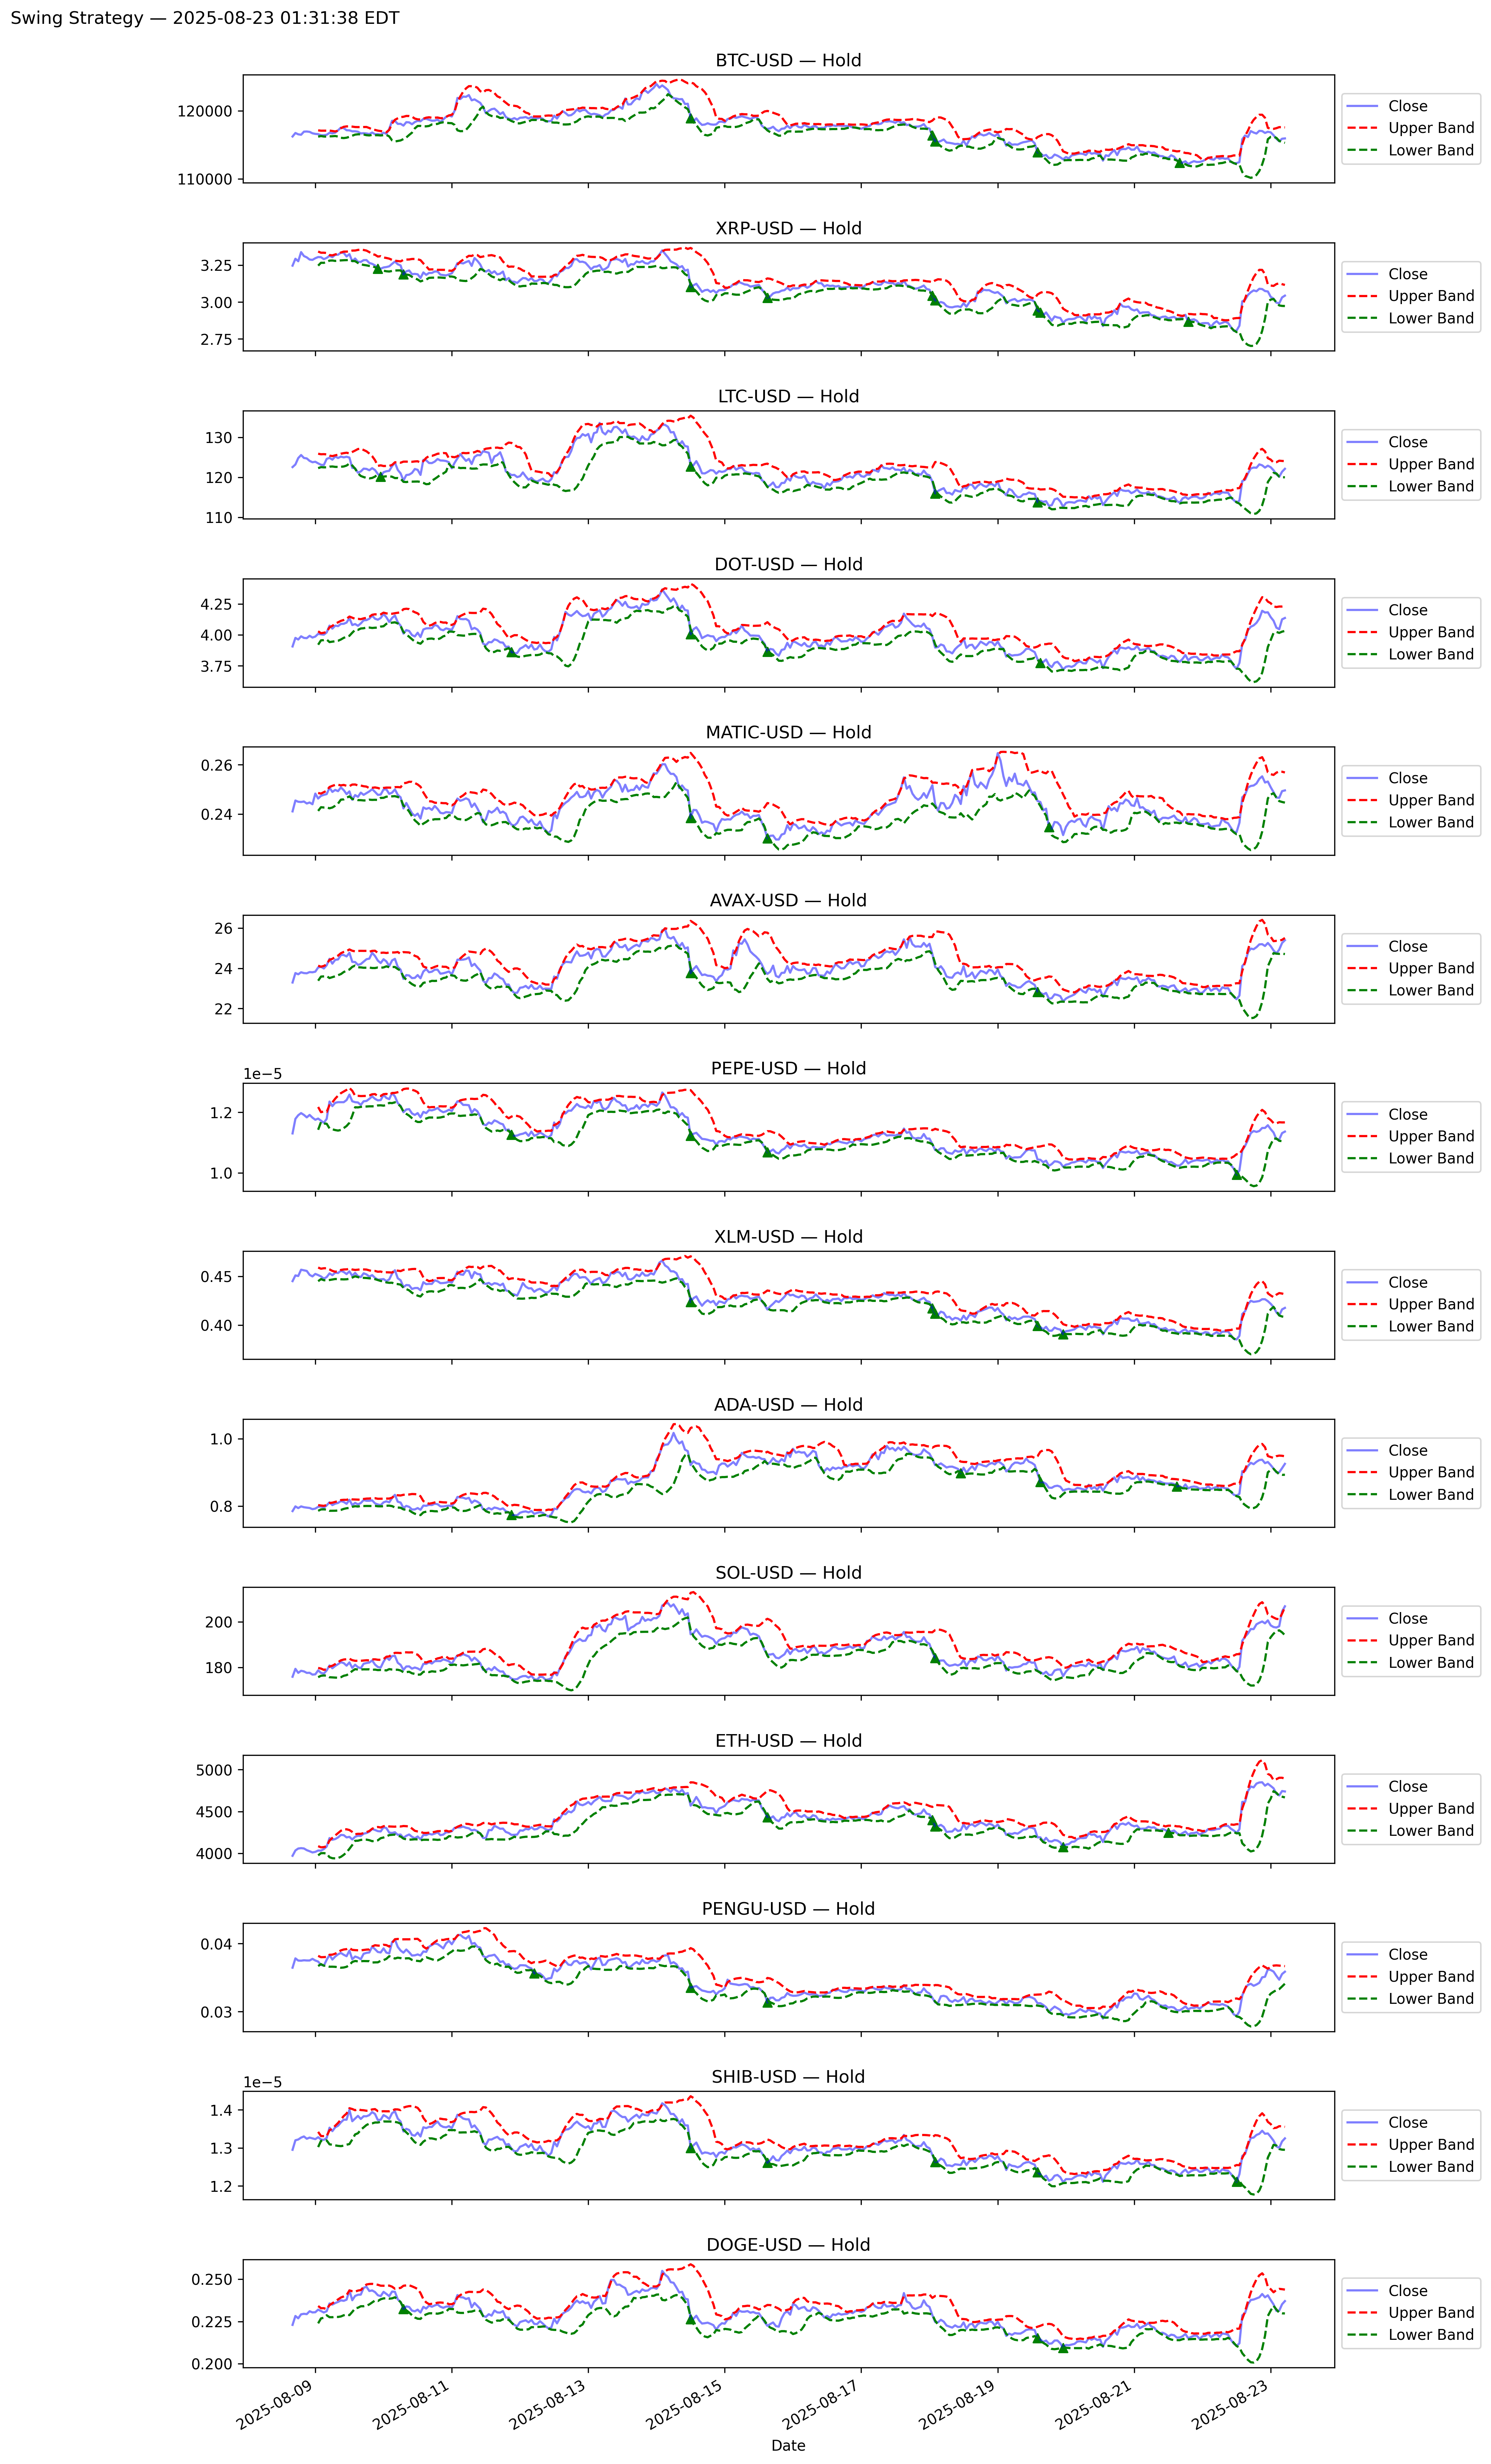 Swing Strategy — 2025-08-23 01:31:38 EDT
BTC-USD — Hold
120000
110000
Close
Upper Band
Lower Band
XRP-USD — Hold
3.25
3.00
2.75
Close
Upper Band
Lower Band
LTC-USD — Hold
130
120
110
Close
Upper Band
Lower Band
DOT-USD — Hold
4.25
4.00
3.75
Close
Upper Band
Lower Band
MATIC-USD — Hold
0.26
0.24
Close
Upper Band
Lower Band
AVAX-USD — Hold
26
24
22
Close
Upper Band
Lower Band
PEPE-USD — Hold
1e−5
1.2
1.0
Close
Upper Band
Lower Band
XLM-USD — Hold
0.45
0.40
Close
Upper Band
Lower Band
ADA-USD — Hold
1.0
0.8
Close
Upper Band
Lower Band
SOL-USD — Hold
200
180
Close
Upper Band
Lower Band
ETH-USD — Hold
5000
4500
4000
Close
Upper Band
Lower Band
PENGU-USD — Hold
0.04
0.03
Close
Upper Band
Lower Band
SHIB-USD — Hold
1e−5
1.4
1.3
1.2
Close
Upper Band
Lower Band
DOGE-USD — Hold
0.250
0.225
0.200
Close
Upper Band
Lower Band
2025-08-09
2025-08-11
2025-08-13
2025-08-15
2025-08-17
2025-08-19
2025-08-21
2025-08-23
Date